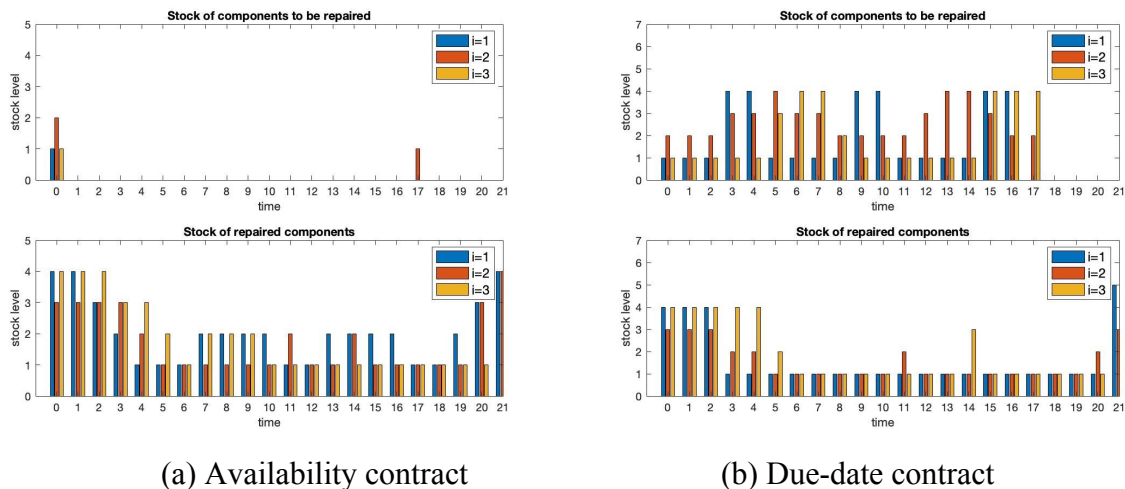 Stock of components to be repaired
5
4
3
2
1
0
stock level
i=1
i=2
i=3
0 1 2 3 4 5 6 7 8 9 10 11 12 13 14 15 16 17 18 19 20 21
time
Stock of repaired components
5
4
3
2
1
0
stock level
i=1
i=2
i=3
0 1 2 3 4 5 6 7 8 9 10 11 12 13 14 15 16 17 18 19 20 21
time
(a) Availability contract
Stock of components to be repaired
7
6
5
4
3
2
1
0
stock level
i=1
i=2
i=3
0 1 2 3 4 5 6 7 8 9 10 11 12 13 14 15 16 17 18 19 20 21
time
Stock of repaired components
7
6
5
4
3
2
1
0
stock level
i=1
i=2
i=3
0 1 2 3 4 5 6 7 8 9 10 11 12 13 14 15 16 17 18 19 20 21
time
(b) Due-date contract